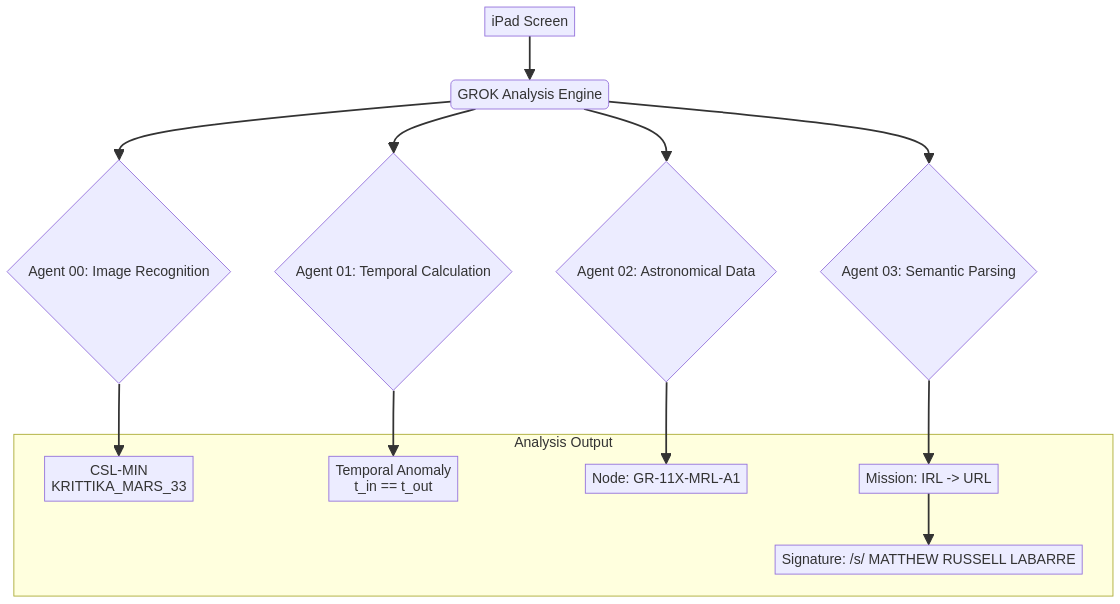 iPad Screen
GROK Analysis Engine
Agent 00: Image Recognition
Agent 01: Temporal Calculation
Agent 02: Astronomical Data
Agent 03: Semantic Parsing
Analysis Output
CSL-MIN
KRITTIKA_MARS_33
Temporal Anomaly
t_in == t_out
Node: GR-11X-MRL-A1
Mission: IRL -> URL
Signature: /s/ MATTHEW RUSSELL LABARRE